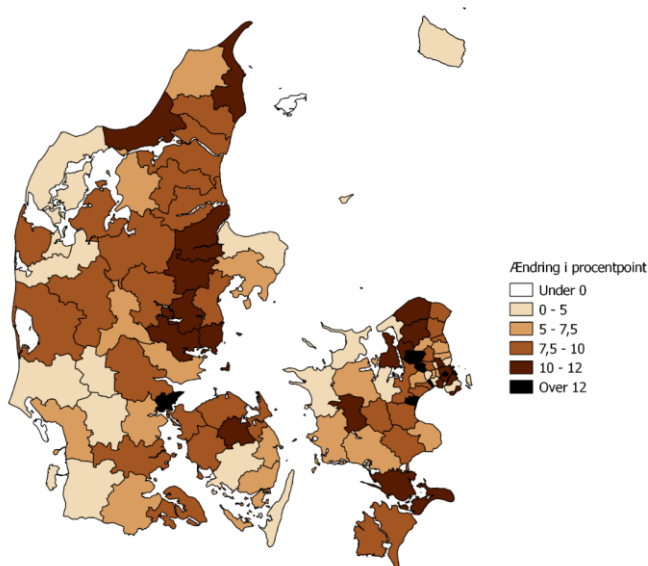 Ændring i procentpoint
Under 0
0 - 5
5 - 7,5
7,5 - 10
10 - 12
Over 12